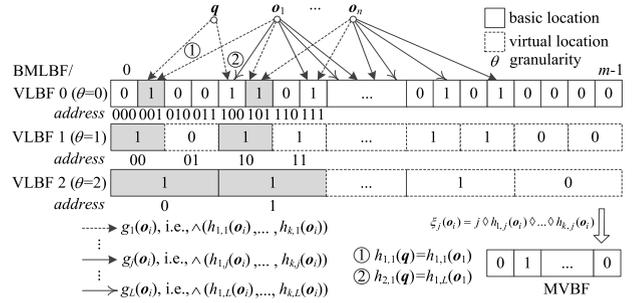 q o₁ ... oₙ
basic location
① ② virtual location
BMLBF/ 0 θ granularity m-1
VLBF 0 (θ=0) 0 1 0 0 1 1 0 1 ... 0 1 0 1 0 0 0 0
address 000 001 010 011 100 101 110 111
VLBF 1 (θ=1) 1 0 1 1 ... 1 1 0 0
address 00 01 10 11
VLBF 2 (θ=2) 1 1 ... 1 0
address 0 1
g₁(oᵢ), i.e., ∧(h₁,₁(oᵢ),..., hₖ,₁(oᵢ))
ξⱼ(oᵢ) = j ◊ h₁,ⱼ(oᵢ) ◊ ... ◊ hₖ,ⱼ(oᵢ)
⋮
gⱼ(oᵢ), i.e., ∧(h₁,ⱼ(oᵢ),..., hₖ,ⱼ(oᵢ))
① h₁,₁(q)=h₁,₁(o₁)
0 1 ... 0
⋮
② h₂,₁(q)=h₁,L(o₁)
MVBF
gL(oᵢ), i.e., ∧(h₁,L(oᵢ),..., hₖ,L(oᵢ))